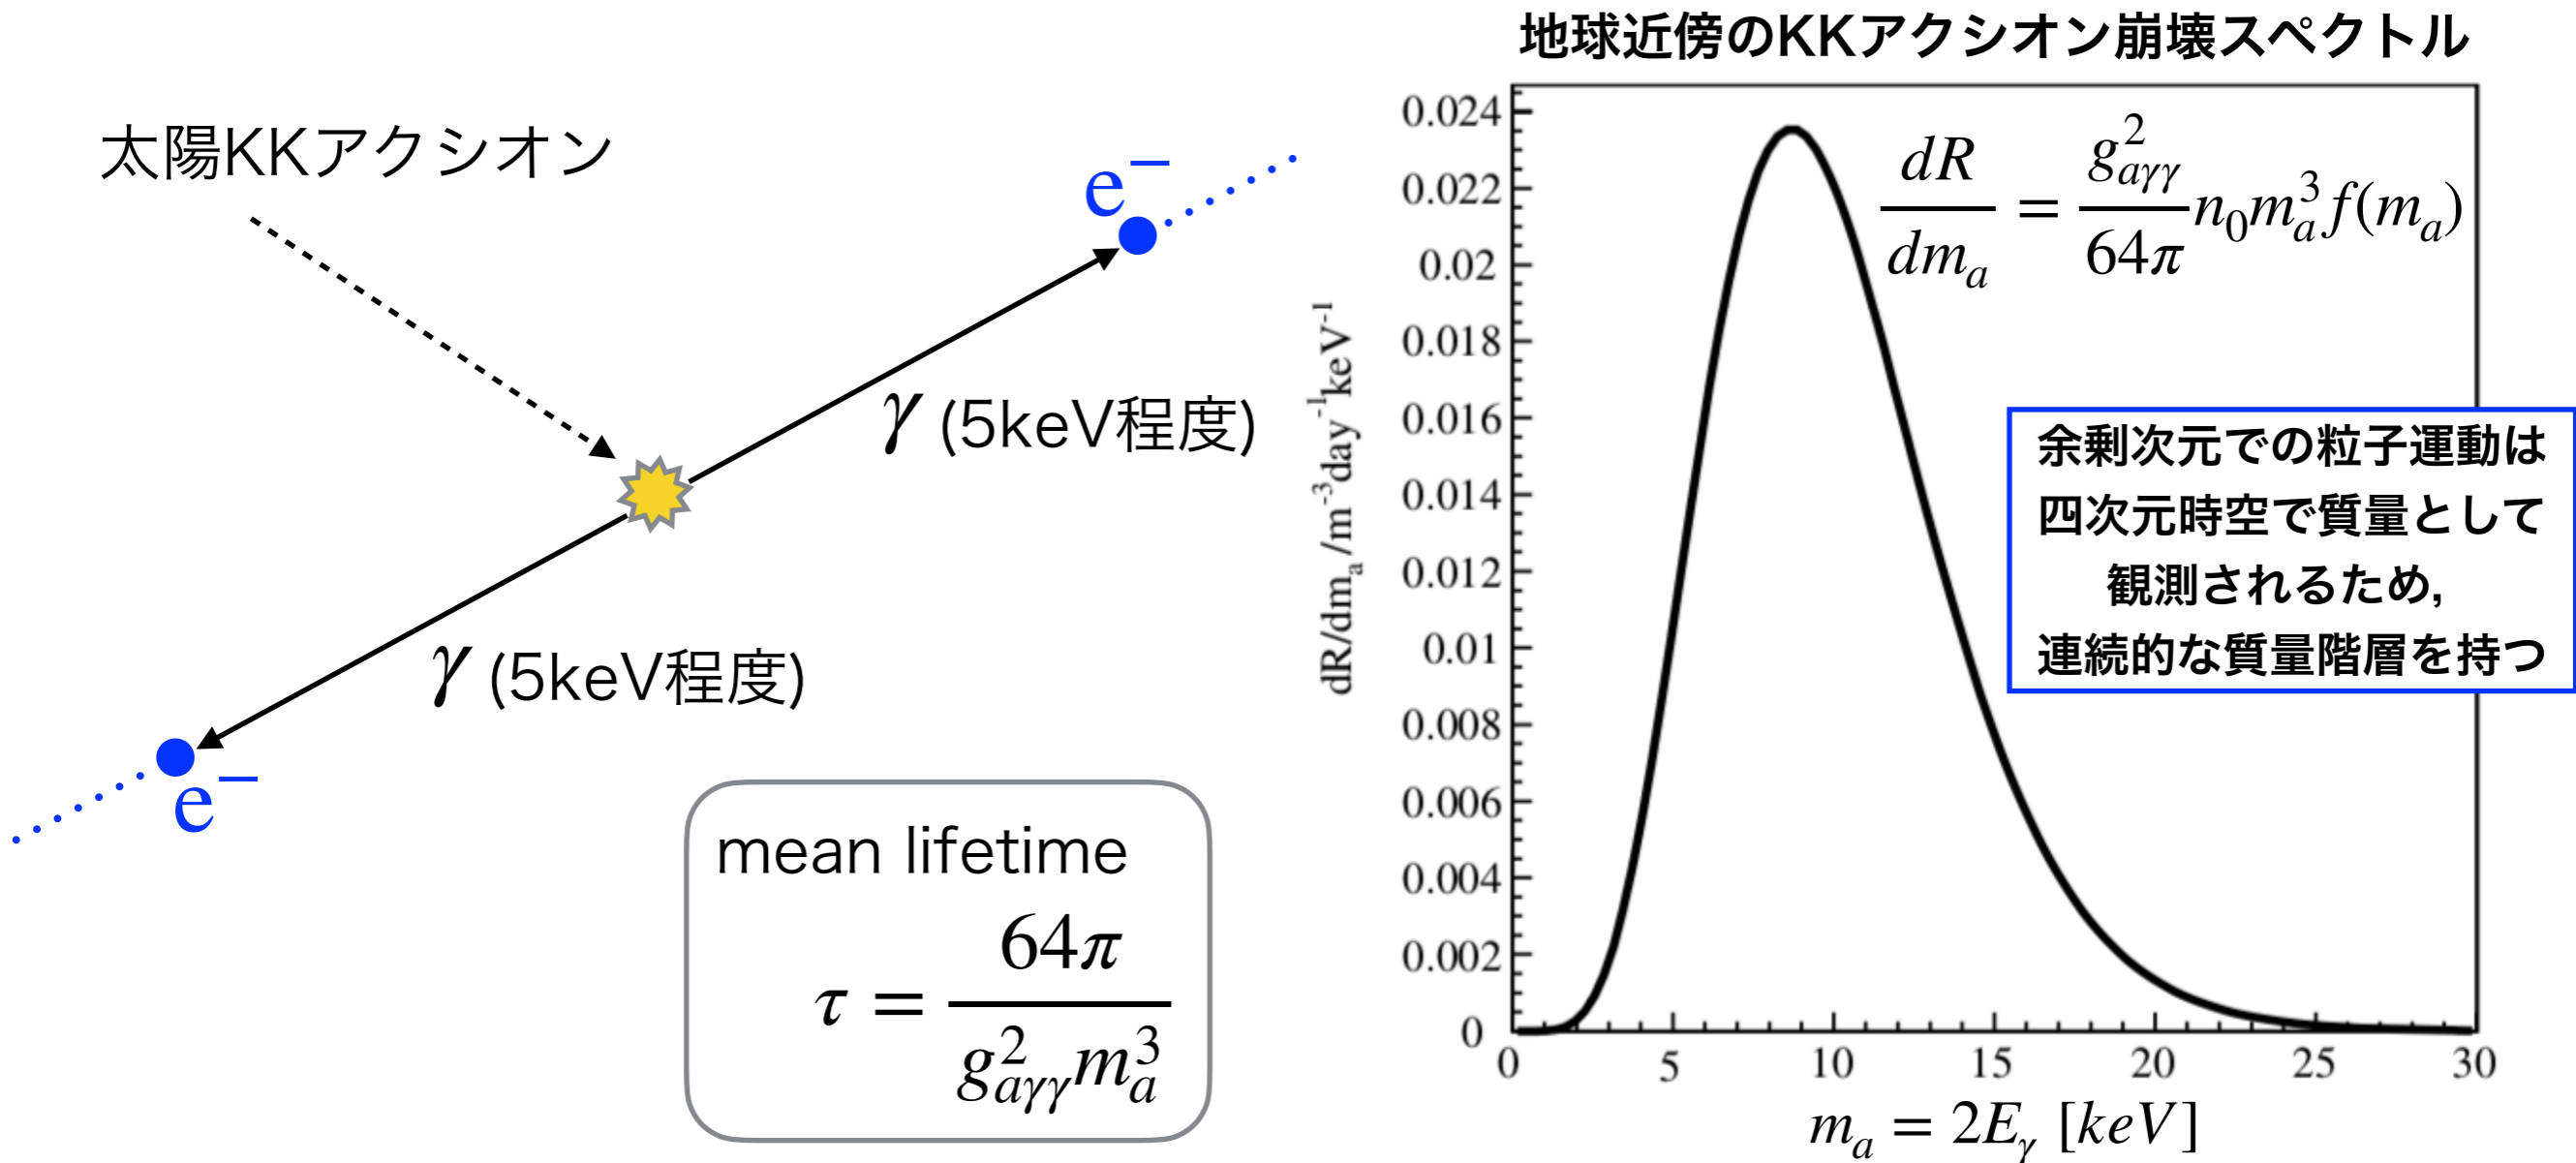 太陽KKアクシオン
e⁻
γ (5keV程度)
γ (5keV程度)
e⁻
mean lifetime
τ = 64π / g²ₐᵧᵧm³ₐ
地球近傍のKKアクシオン崩壊スペクトル
dR/dmₐ = g²ₐᵧᵧ / 64π n₀m³ₐf(mₐ)
余剰次元での粒子運動は
四次元時空で質量として
観測されるため,
連続的な質量階層を持つ
dR/dmₐ/m⁻³day⁻¹keV⁻¹
0.024
0.022
0.02
0.018
0.016
0.014
0.012
0.01
0.008
0.006
0.004
0.002
0
0 5 10 15 20 25 30
mₐ = 2Eᵧ [keV]